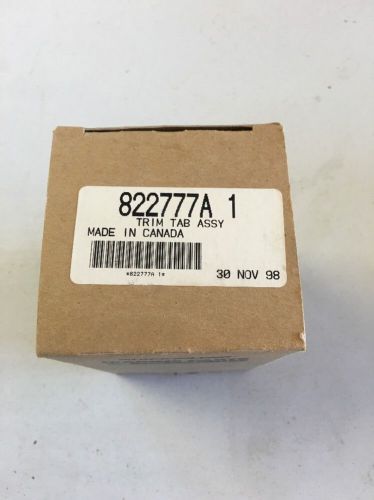 822777A 1
TRIM TAB ASSY
MADE IN CANADA
*822777A 1*
30 NOV 98